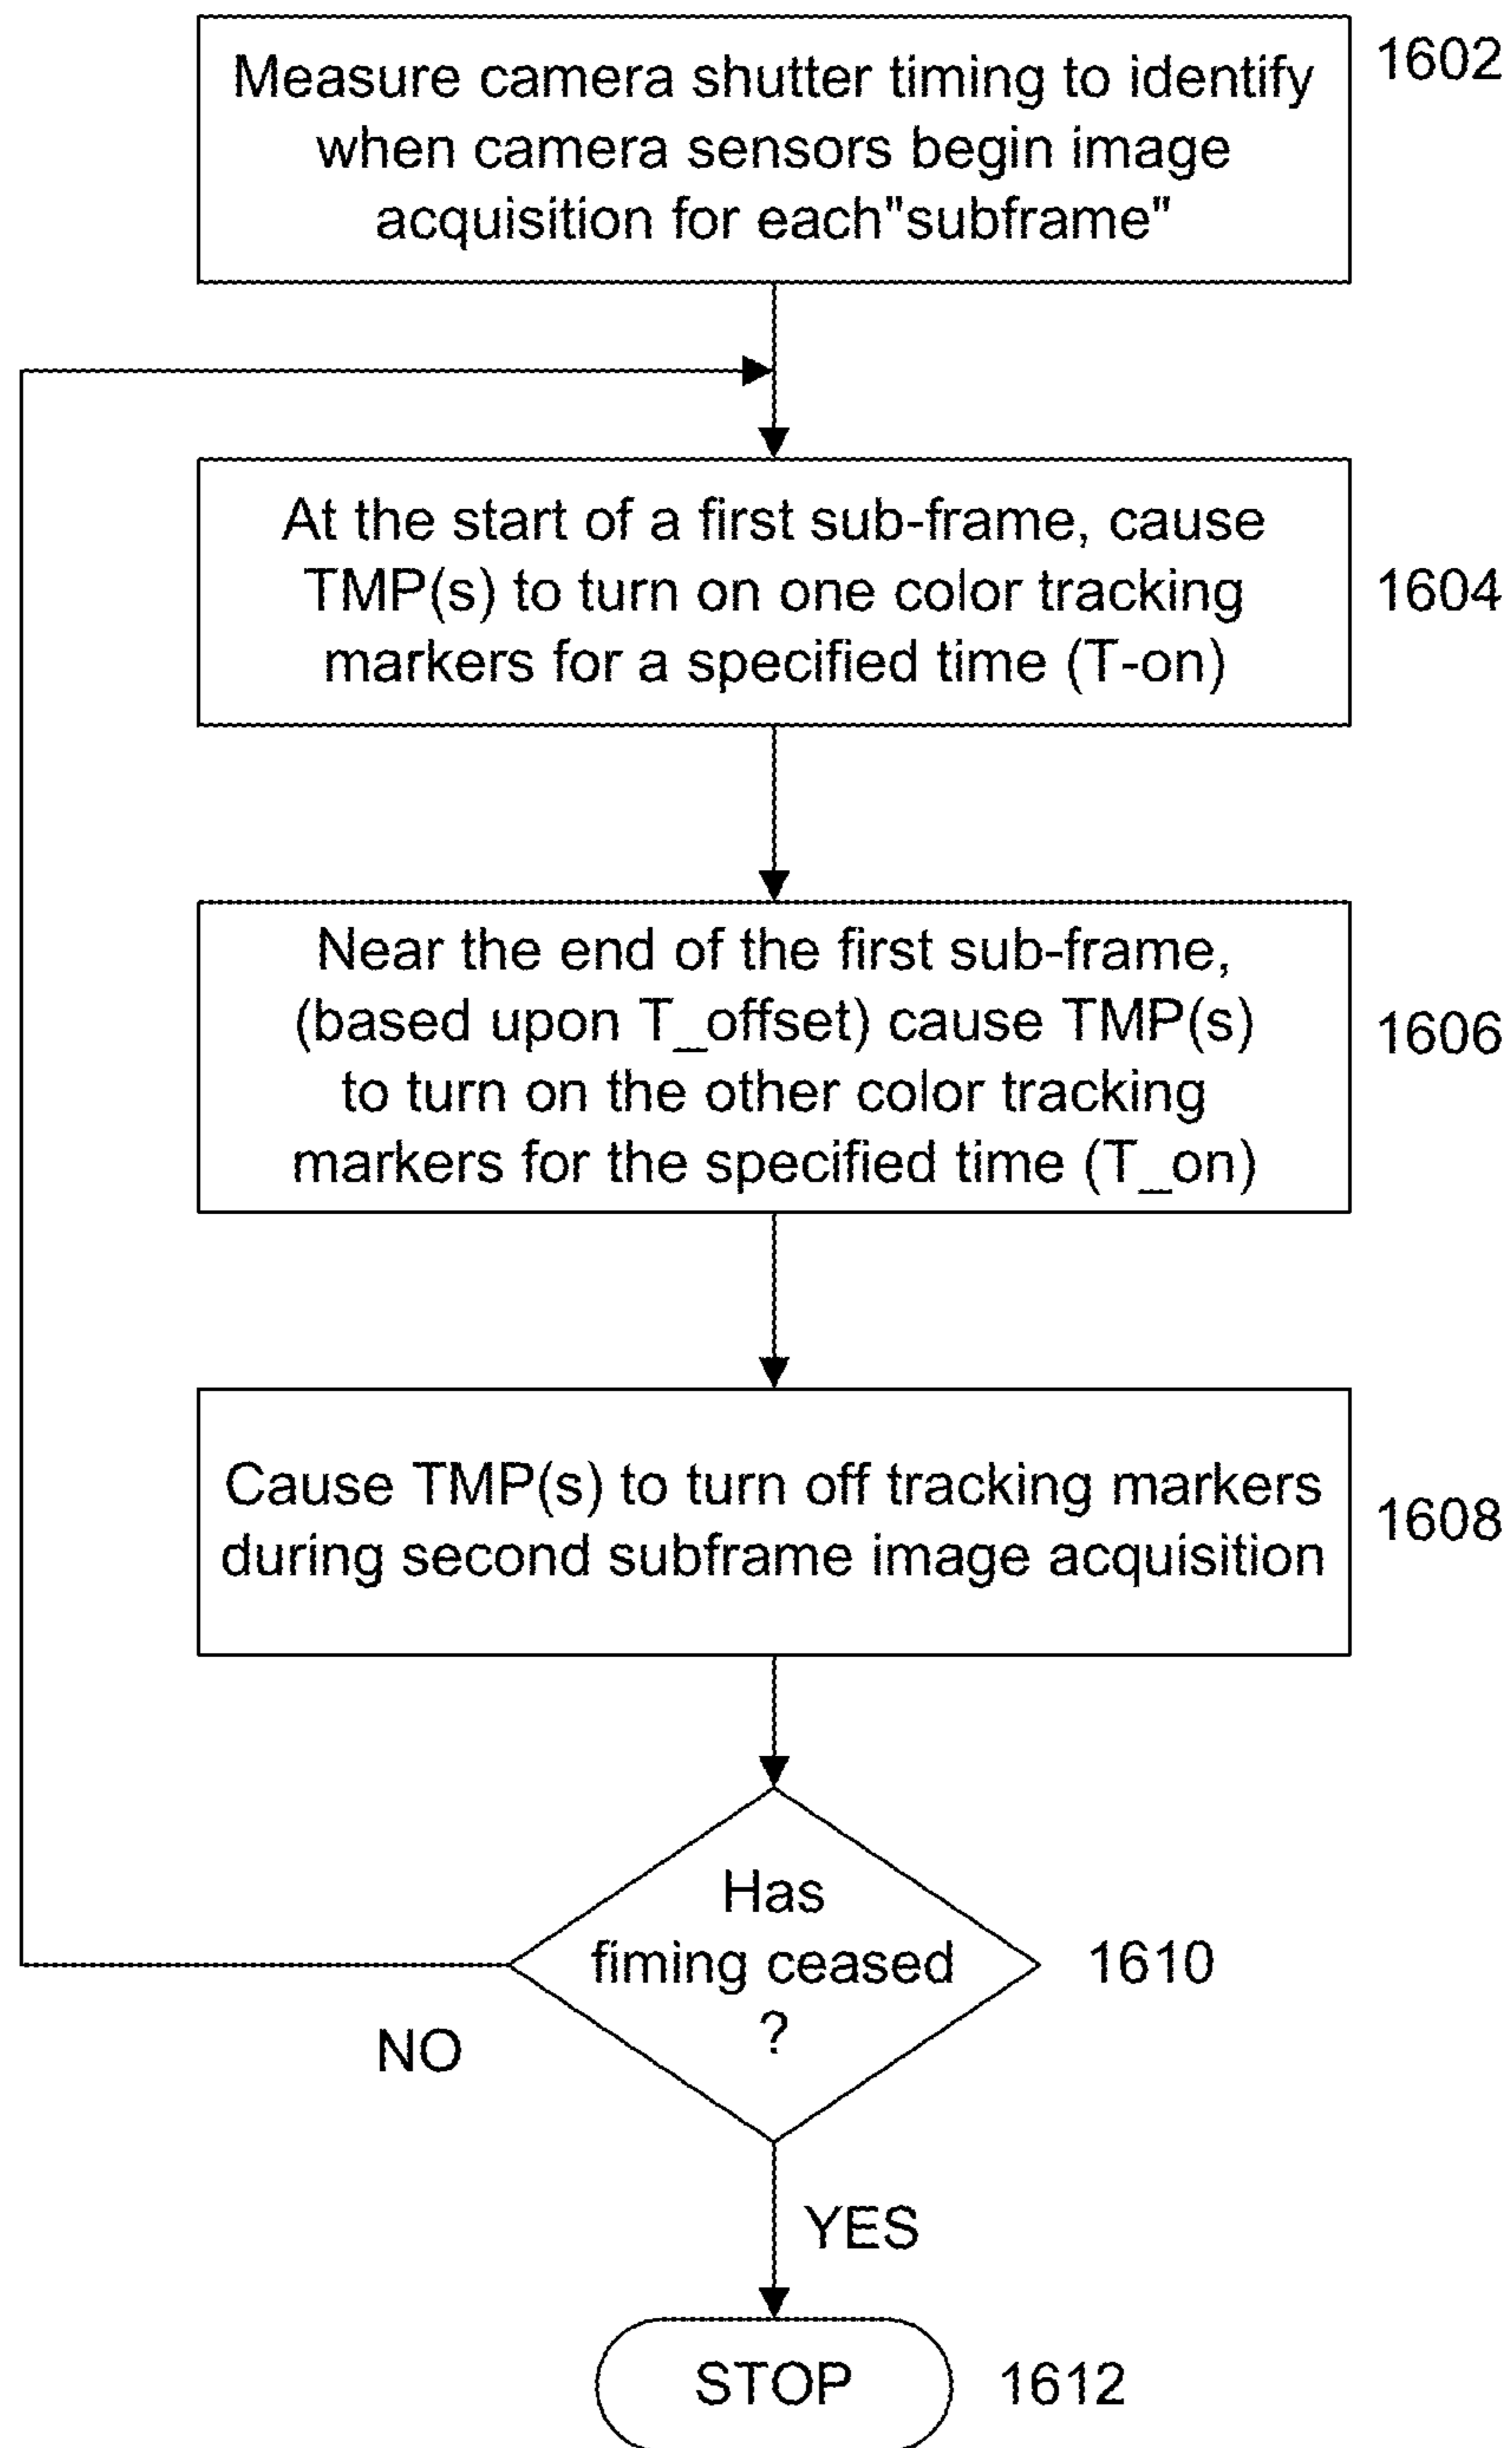 Measure camera shutter timing to identify
when camera sensors begin image
acquisition for each"subframe"
1602
At the start of a first sub-frame, cause
TMP(s) to turn on one color tracking
markers for a specified time (T-on)
1604
Near the end of the first sub-frame,
(based upon T_offset) cause TMP(s)
to turn on the other color tracking
markers for the specified time (T_on)
1606
Cause TMP(s) to turn off tracking markers
during second subframe image acquisition
1608
Has
fiming ceased
?
1610
NO
YES
STOP
1612